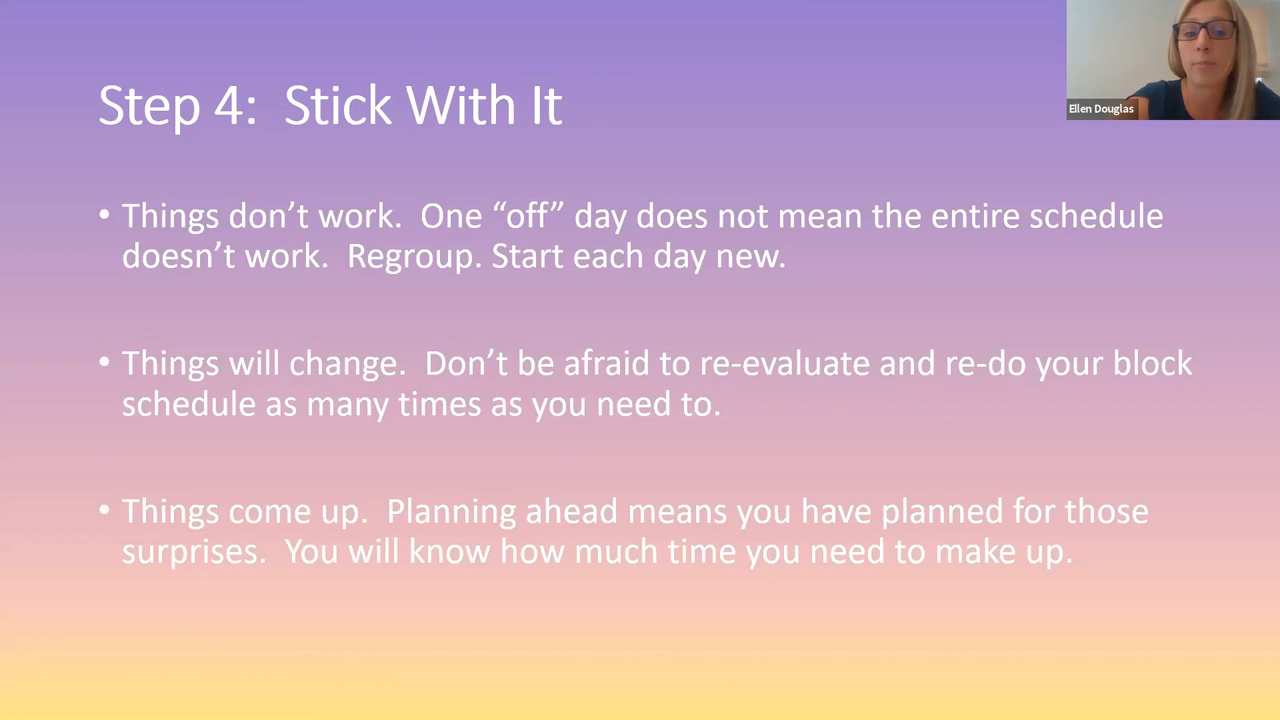 Step 4:  Stick With It
Ellen Douglas
• Things don’t work.  One “off” day does not mean the entire schedule
doesn’t work.  Regroup. Start each day new.
• Things will change.  Don’t be afraid to re-evaluate and re-do your block
schedule as many times as you need to.
• Things come up.  Planning ahead means you have planned for those
surprises.  You will know how much time you need to make up.